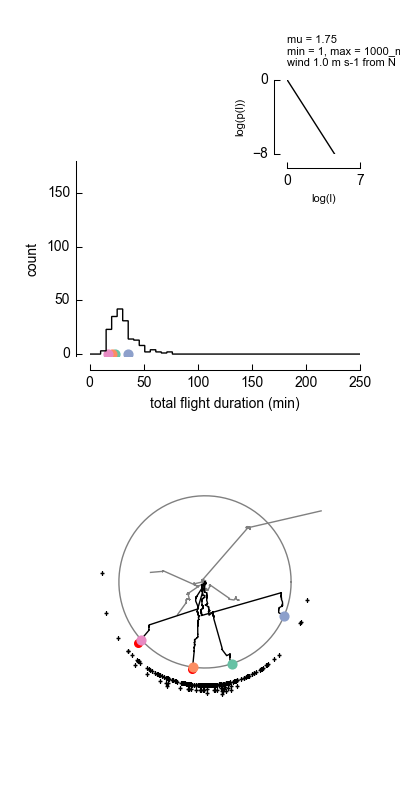 mu = 1.75
min = 1, max = 1000_m
wind 1.0 m s-1 from N
0
−8
log(p(l))
0 7
log(l)
150
100
50
0
count
0 50 100 150 200 250
total flight duration (min)